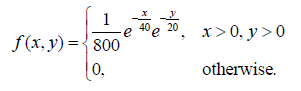 f(x, y) = { 1/800 e^{-x/40} e^{-y/20}, x > 0, y > 0
0, otherwise.